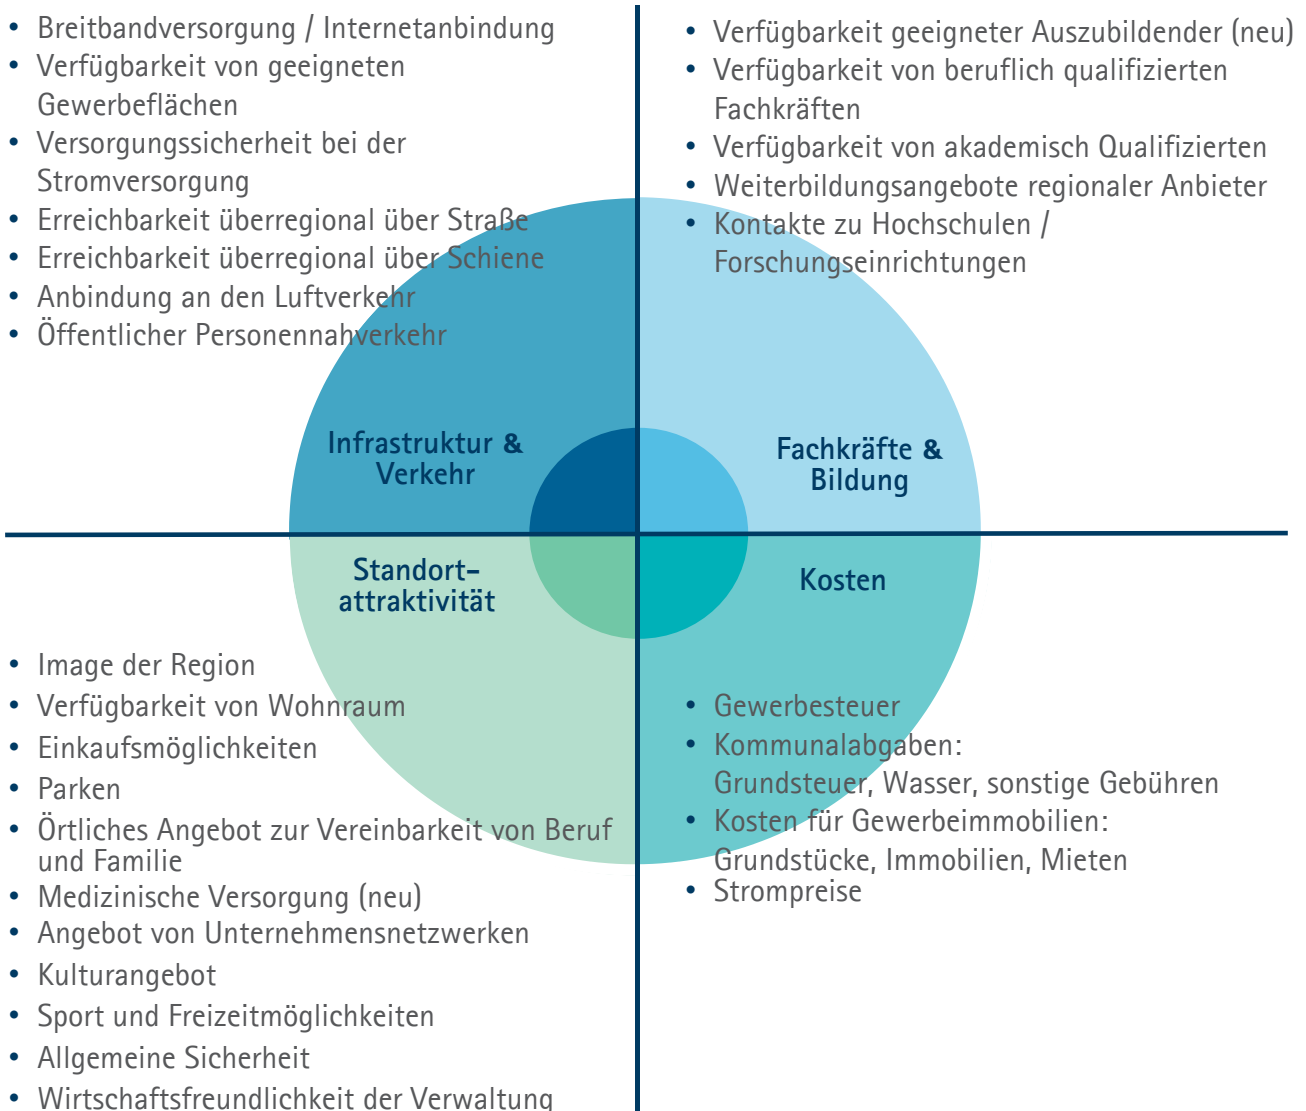 • Breitbandversorgung / Internetanbindung
• Verfügbarkeit von geeigneten
Gewerbeflächen
• Versorgungssicherheit bei der
Stromversorgung
• Erreichbarkeit überregional über Straße
• Erreichbarkeit überregional über Schiene
• Anbindung an den Luftverkehr
• Öffentlicher Personennahverkehr
Infrastruktur &
Verkehr
• Verfügbarkeit geeigneter Auszubildender (neu)
• Verfügbarkeit von beruflich qualifizierten
Fachkräften
• Verfügbarkeit von akademisch Qualifizierten
• Weiterbildungsangebote regionaler Anbieter
• Kontakte zu Hochschulen /
Forschungseinrichtungen
Fachkräfte &
Bildung
Standort-
attraktivität
• Image der Region
• Verfügbarkeit von Wohnraum
• Einkaufsmöglichkeiten
• Parken
• Örtliches Angebot zur Vereinbarkeit von Beruf
und Familie
• Medizinische Versorgung (neu)
• Angebot von Unternehmensnetzwerken
• Kulturangebot
• Sport und Freizeitmöglichkeiten
• Allgemeine Sicherheit
• Wirtschaftsfreundlichkeit der Verwaltung
Kosten
• Gewerbesteuer
• Kommunalabgaben:
Grundsteuer, Wasser, sonstige Gebühren
• Kosten für Gewerbeimmobilien:
Grundstücke, Immobilien, Mieten
• Strompreise